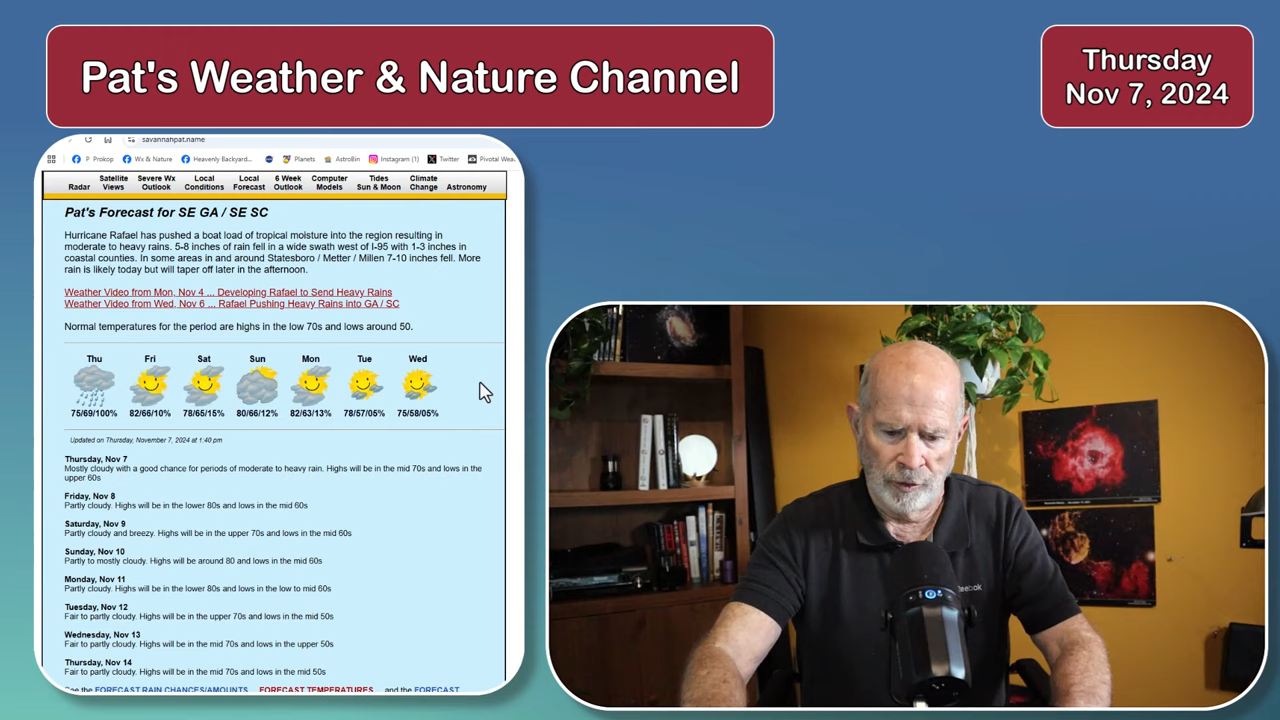 Pat's Weather & Nature Channel
Thursday
Nov 7, 2024
savannahpat.name
P Prokop
Wx & Nature
Heavenly Backyard...
Planets
AstroBin
Instagram (1)
Twitter
Pivotal Wea
Radar
Satellite Views
Severe Wx Outlook
Local Conditions
Local Forecast
6 Week Outlook
Computer Models
Tides Sun & Moon
Climate Change
Astronomy
Pat's Forecast for SE GA / SE SC
Hurricane Rafael has pushed a boat load of tropical moisture into the region resulting in
moderate to heavy rains. 5-8 inches of rain fell in a wide swath west of I-95 with 1-3 inches in
coastal counties. In some areas in and around Statesboro / Metter / Millen 7-10 inches fell. More
rain is likely today but will taper off later in the afternoon.
Weather Video from Mon, Nov 4 ... Developing Rafael to Send Heavy Rains
Weather Video from Wed, Nov 6 ... Rafael Pushing Heavy Rains into GA / SC
Normal temperatures for the period are highs in the low 70s and lows around 50.
Thu Fri Sat Sun Mon Tue Wed
75/69/100% 82/66/10% 78/65/15% 80/66/12% 82/63/13% 78/57/05% 75/58/05%
Updated on Thursday, November 7, 2024 at 1:40 pm
Thursday, Nov 7
Mostly cloudy with a good chance for periods of moderate to heavy rain. Highs will be in the mid 70s and lows in the
upper 60s
Friday, Nov 8
Partly cloudy. Highs will be in the lower 80s and lows in the mid 60s
Saturday, Nov 9
Partly cloudy and breezy. Highs will be in the upper 70s and lows in the mid 60s
Sunday, Nov 10
Partly to mostly cloudy. Highs will be around 80 and lows in the mid 60s
Monday, Nov 11
Partly cloudy. Highs will be in the lower 80s and lows in the low to mid 60s
Tuesday, Nov 12
Fair to partly cloudy. Highs will be in the upper 70s and lows in the mid 50s
Wednesday, Nov 13
Fair to partly cloudy. Highs will be in the mid 70s and lows in the upper 50s
Thursday, Nov 14
Fair to partly cloudy. Highs will be in the mid 70s and lows in the mid 50s
the FORECAST RAIN CHANCES/AMOUNTS FORECAST TEMPERATURES and the FORECAST
Reebok